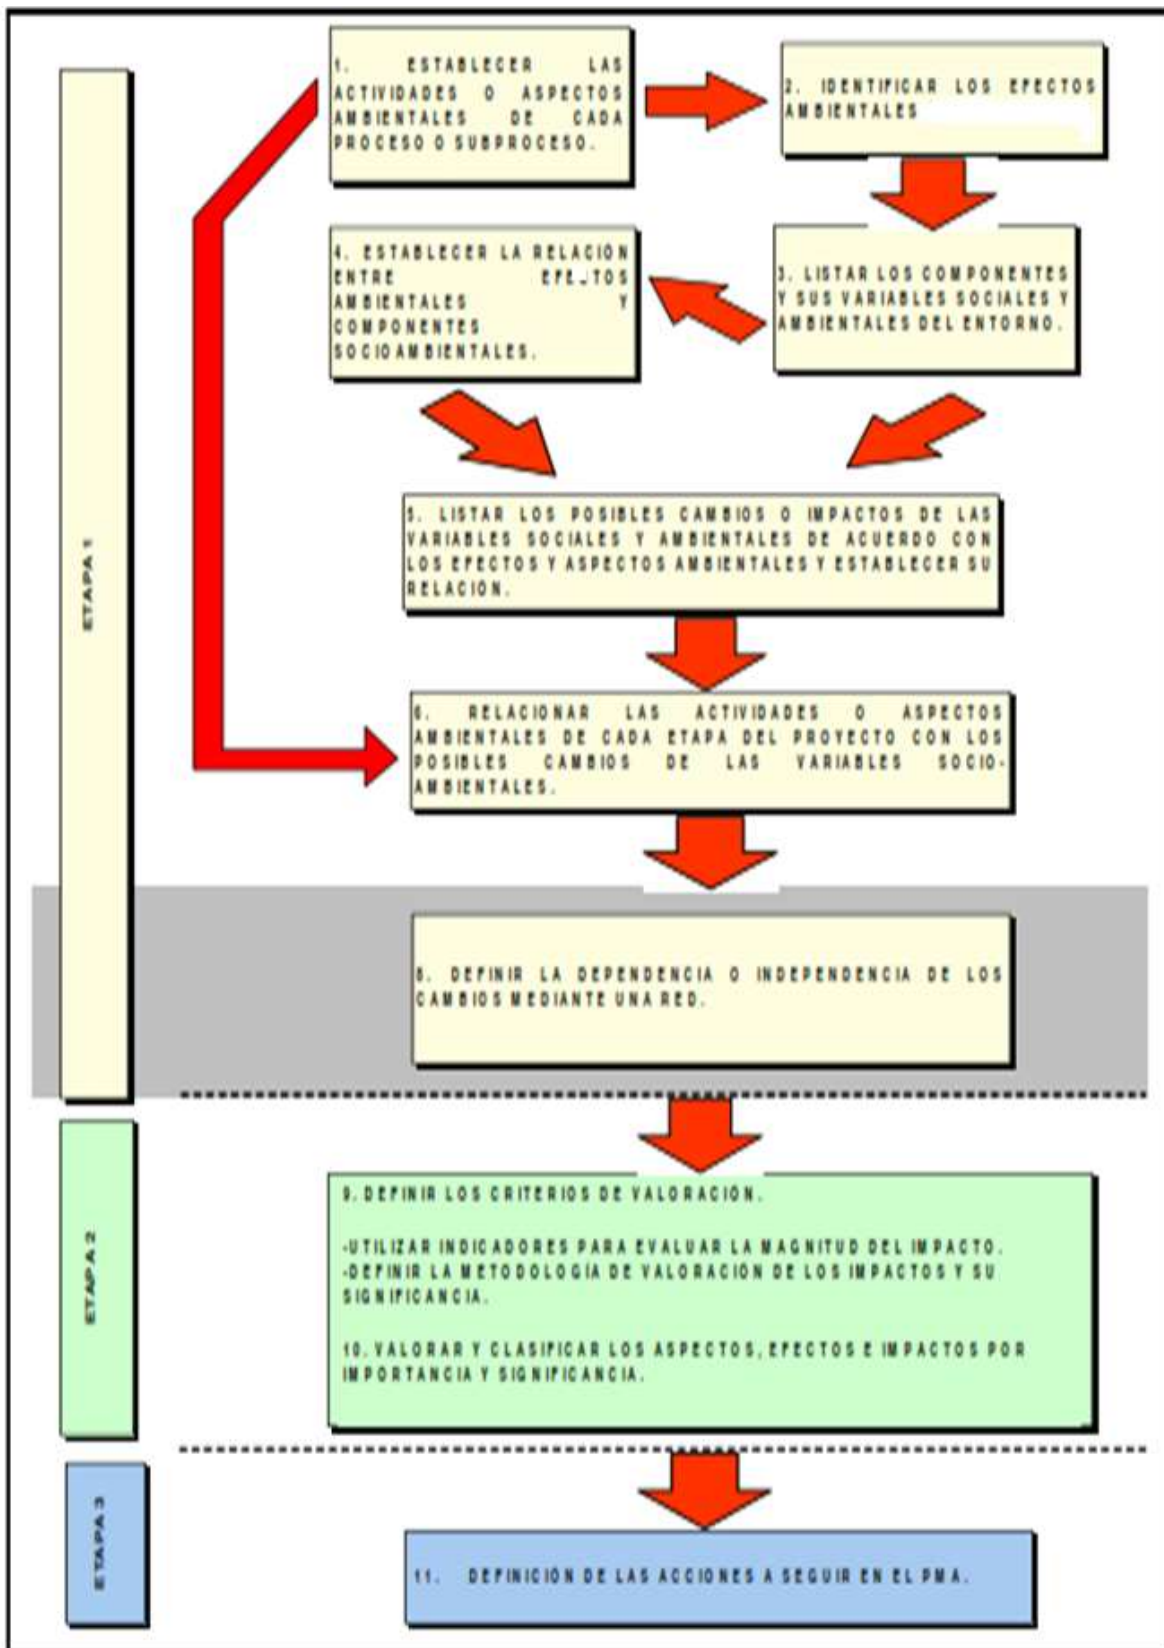 1. ESTABLECER LAS
ACTIVIDADES O ASPECTOS
AMBIENTALES DE CADA
PROCESO O SUBPROCESO.
2. IDENTIFICAR LOS EFECTOS
AMBIENTALES
3. LISTAR LOS COMPONENTES
Y SUS VARIABLES SOCIALES Y
AMBIENTALES DEL ENTORNO.
4. ESTABLECER LA RELACIÓN
ENTRE EFE_TOS
AMBIENTALES Y
COMPONENTES
SOCIOAMBIENTALES.
5. LISTAR LOS POSIBLES CAMBIOS O IMPACTOS DE LAS
VARIABLES SOCIALES Y AMBIENTALES DE ACUERDO CON
LOS EFECTOS Y ASPECTOS AMBIENTALES Y ESTABLECER SU
RELACIÓN.
6. RELACIONAR LAS ACTIVIDADES O ASPECTOS
AMBIENTALES DE CADA ETAPA DEL PROYECTO CON LOS
POSIBLES CAMBIOS DE LAS VARIABLES SOCIO-
AMBIENTALES.
8. DEFINIR LA DEPENDENCIA O INDEPENDENCIA DE LOS
CAMBIOS MEDIANTE UNA RED.
ETAPA 1
9. DEFINIR LOS CRITERIOS DE VALORACIÓN.
-UTILIZAR INDICADORES PARA EVALUAR LA MAGNITUD DEL IMPACTO.
-DEFINIR LA METODOLOGÍA DE VALORACIÓN DE LOS IMPACTOS Y SU
SIGNIFICANCIA.
10. VALORAR Y CLASIFICAR LOS ASPECTOS, EFECTOS E IMPACTOS POR
IMPORTANCIA Y SIGNIFICANCIA.
ETAPA 2
11. DEFINICIÓN DE LAS ACCIONES A SEGUIR EN EL PMA.
ETAPA 3